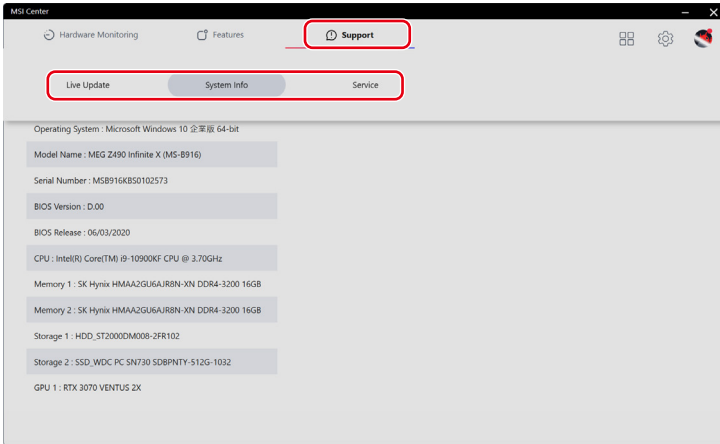 MSI Center
Hardware Monitoring Features Support
Live Update System Info Service
Operating System : Microsoft Windows 10 企業版 64-bit
Model Name : MEG Z490 Infinite X (MS-B916)
Serial Number : MSB916KBS0102573
BIOS Version : D.00
BIOS Release : 06/03/2020
CPU : Intel(R) Core(TM) i9-10900KF CPU @ 3.70GHz
Memory 1 : SK Hynix HMAA2GU6AJR8N-XN DDR4-3200 16GB
Memory 2 : SK Hynix HMAA2GU6AJR8N-XN DDR4-3200 16GB
Storage 1 : HDD_ST2000DM008-2FR102
Storage 2 : SSD_WDC PC SN730 SDBPNTY-512G-1032
GPU 1 : RTX 3070 VENTUS 2X